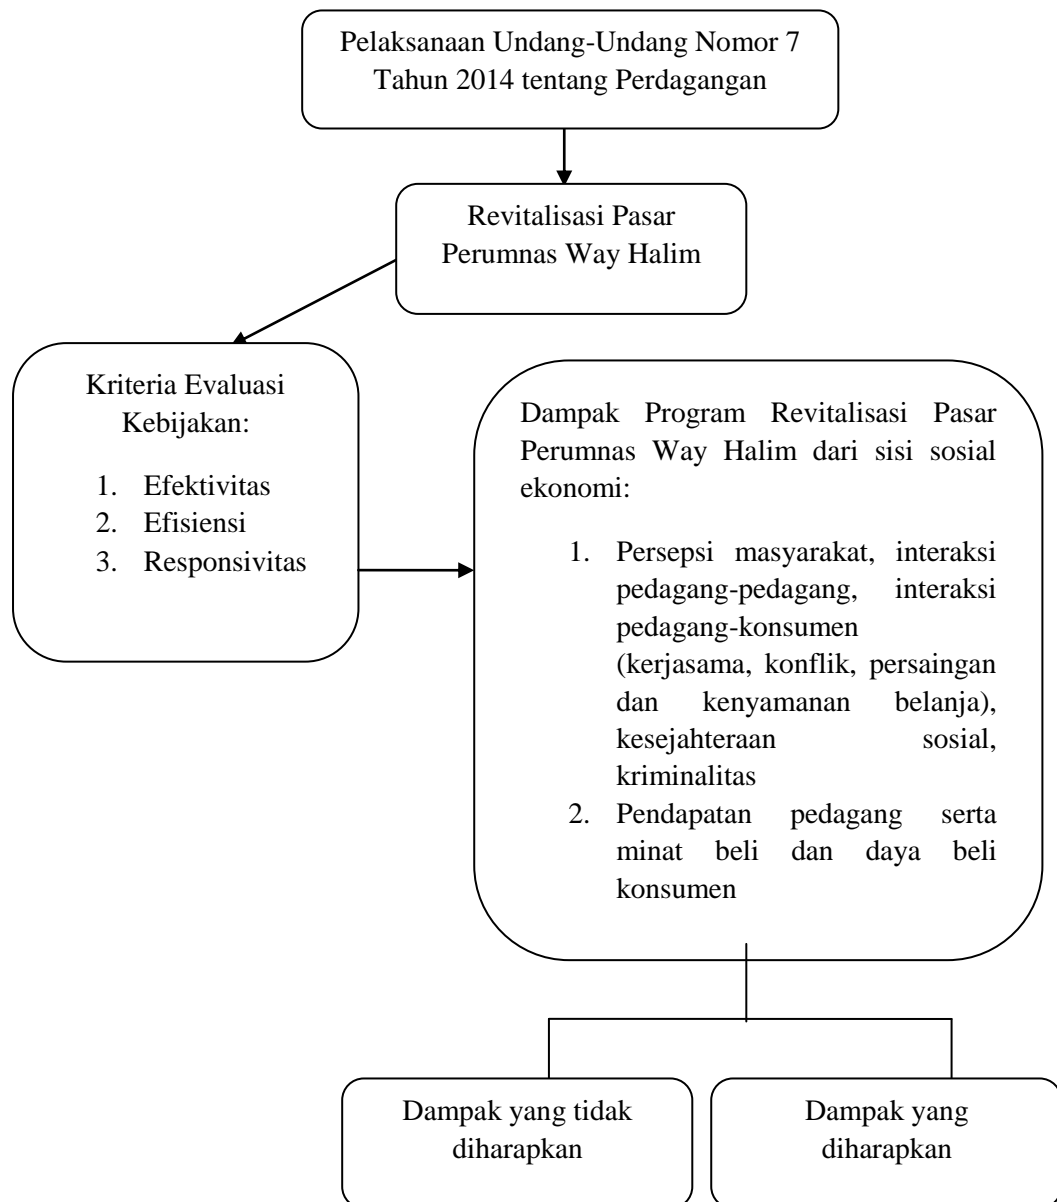 Pelaksanaan Undang-Undang Nomor 7
Tahun 2014 tentang Perdagangan
Revitalisasi Pasar
Perumnas Way Halim
Kriteria Evaluasi
Kebijakan:
1. Efektivitas
2. Efisiensi
3. Responsivitas
Dampak Program Revitalisasi Pasar
Perumnas Way Halim dari sisi sosial
ekonomi:
1. Persepsi masyarakat, interaksi
pedagang-pedagang, interaksi
pedagang-konsumen
(kerjasama, konflik, persaingan
dan kenyamanan belanja),
kesejahteraan sosial,
kriminalitas
2. Pendapatan pedagang serta
minat beli dan daya beli
konsumen
Dampak yang tidak
diharapkan
Dampak yang
diharapkan